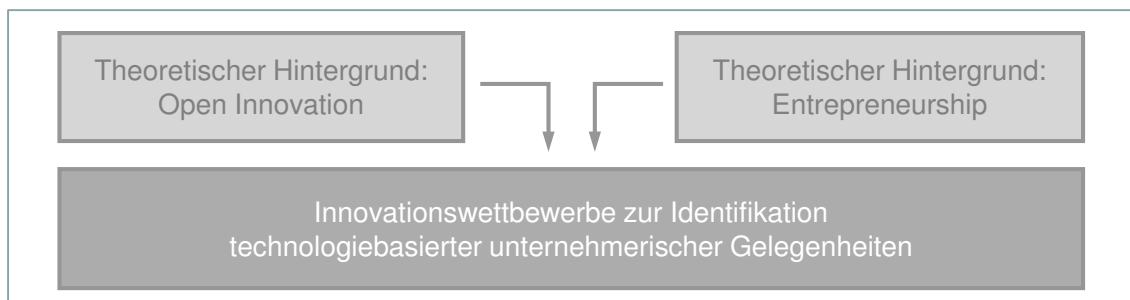 Theoretischer Hintergrund:
Open Innovation
Theoretischer Hintergrund:
Entrepreneurship
Innovationswettbewerbe zur Identifikation
technologiebasierter unternehmerischer Gelegenheiten